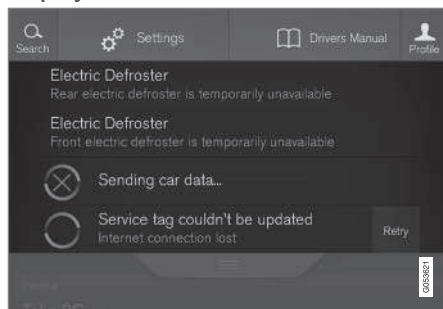 Search
Settings
Drivers Manual
Profile
Electric Defroster
Rear electric defroster is temporarily unavailable
Electric Defroster
Front electric defroster is temporarily unavailable
Sending car data...
Service tag couldn't be updated
Internet connection lost
Retry
G053621